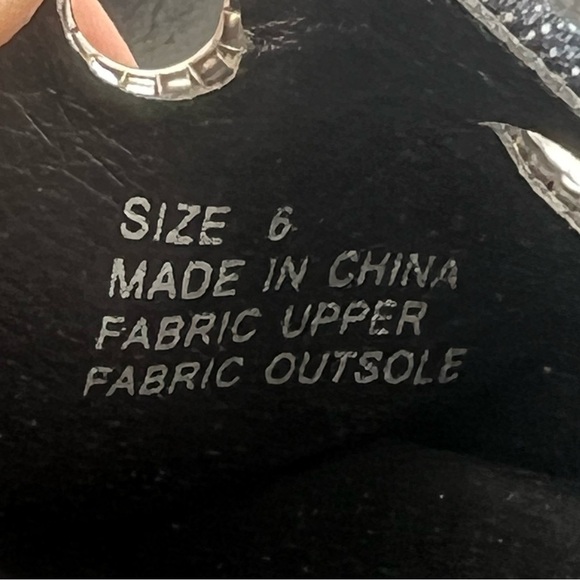 SIZE 6
MADE IN CHINA
FABRIC UPPER
FABRIC OUTSOLE